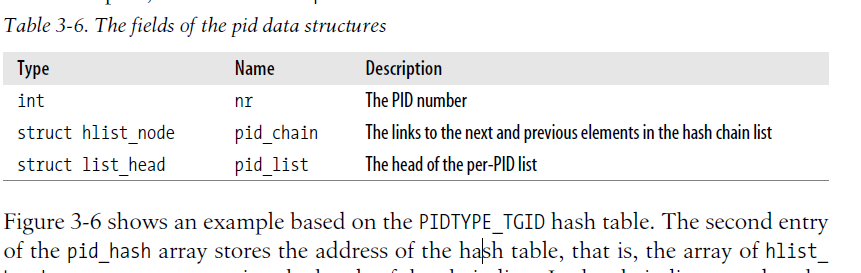 Table 3-6. The fields of the pid data structures
Type Name Description
int nr The PID number
struct hlist_node pid_chain The links to the next and previous elements in the hash chain list
struct list_head pid_list The head of the per-PID list
Figure 3-6 shows an example based on the PIDTYPE_TGID hash table. The second entry
of the pid_hash array stores the address of the hash table, that is, the array of hlist_